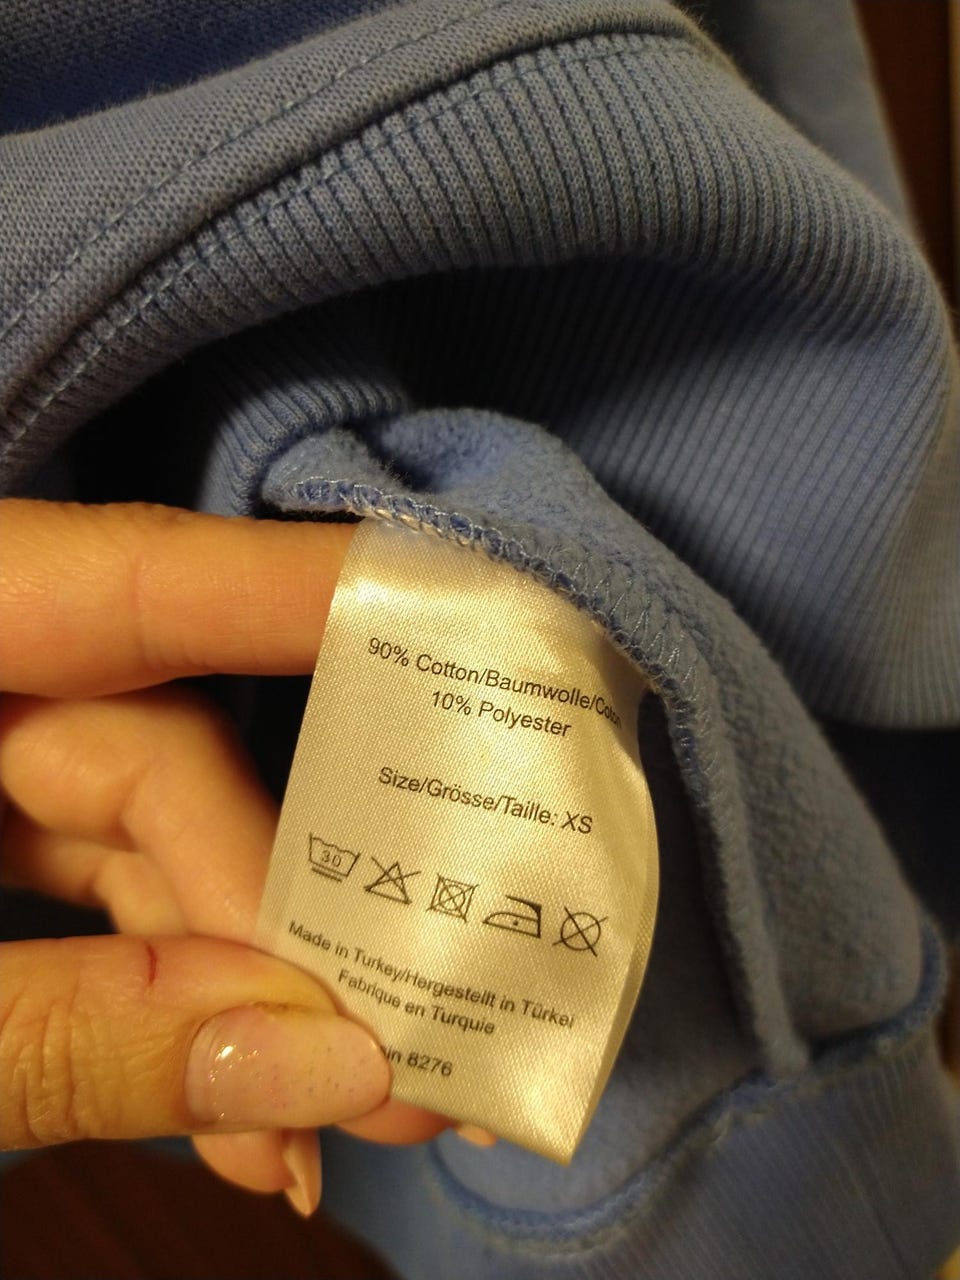 90% Cotton/Baumwolle/Coton
10% Polyester
Size/Grösse/Taille: XS
30
Made in Turkey/Hergestellt in Türkei
Fabrique en Turquie
8276